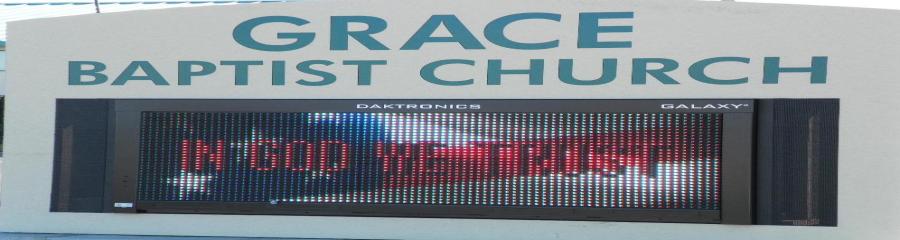 GRACE
BAPTIST CHURCH
DAKTRONICS GALAXY®
IN GOD WE TRUST